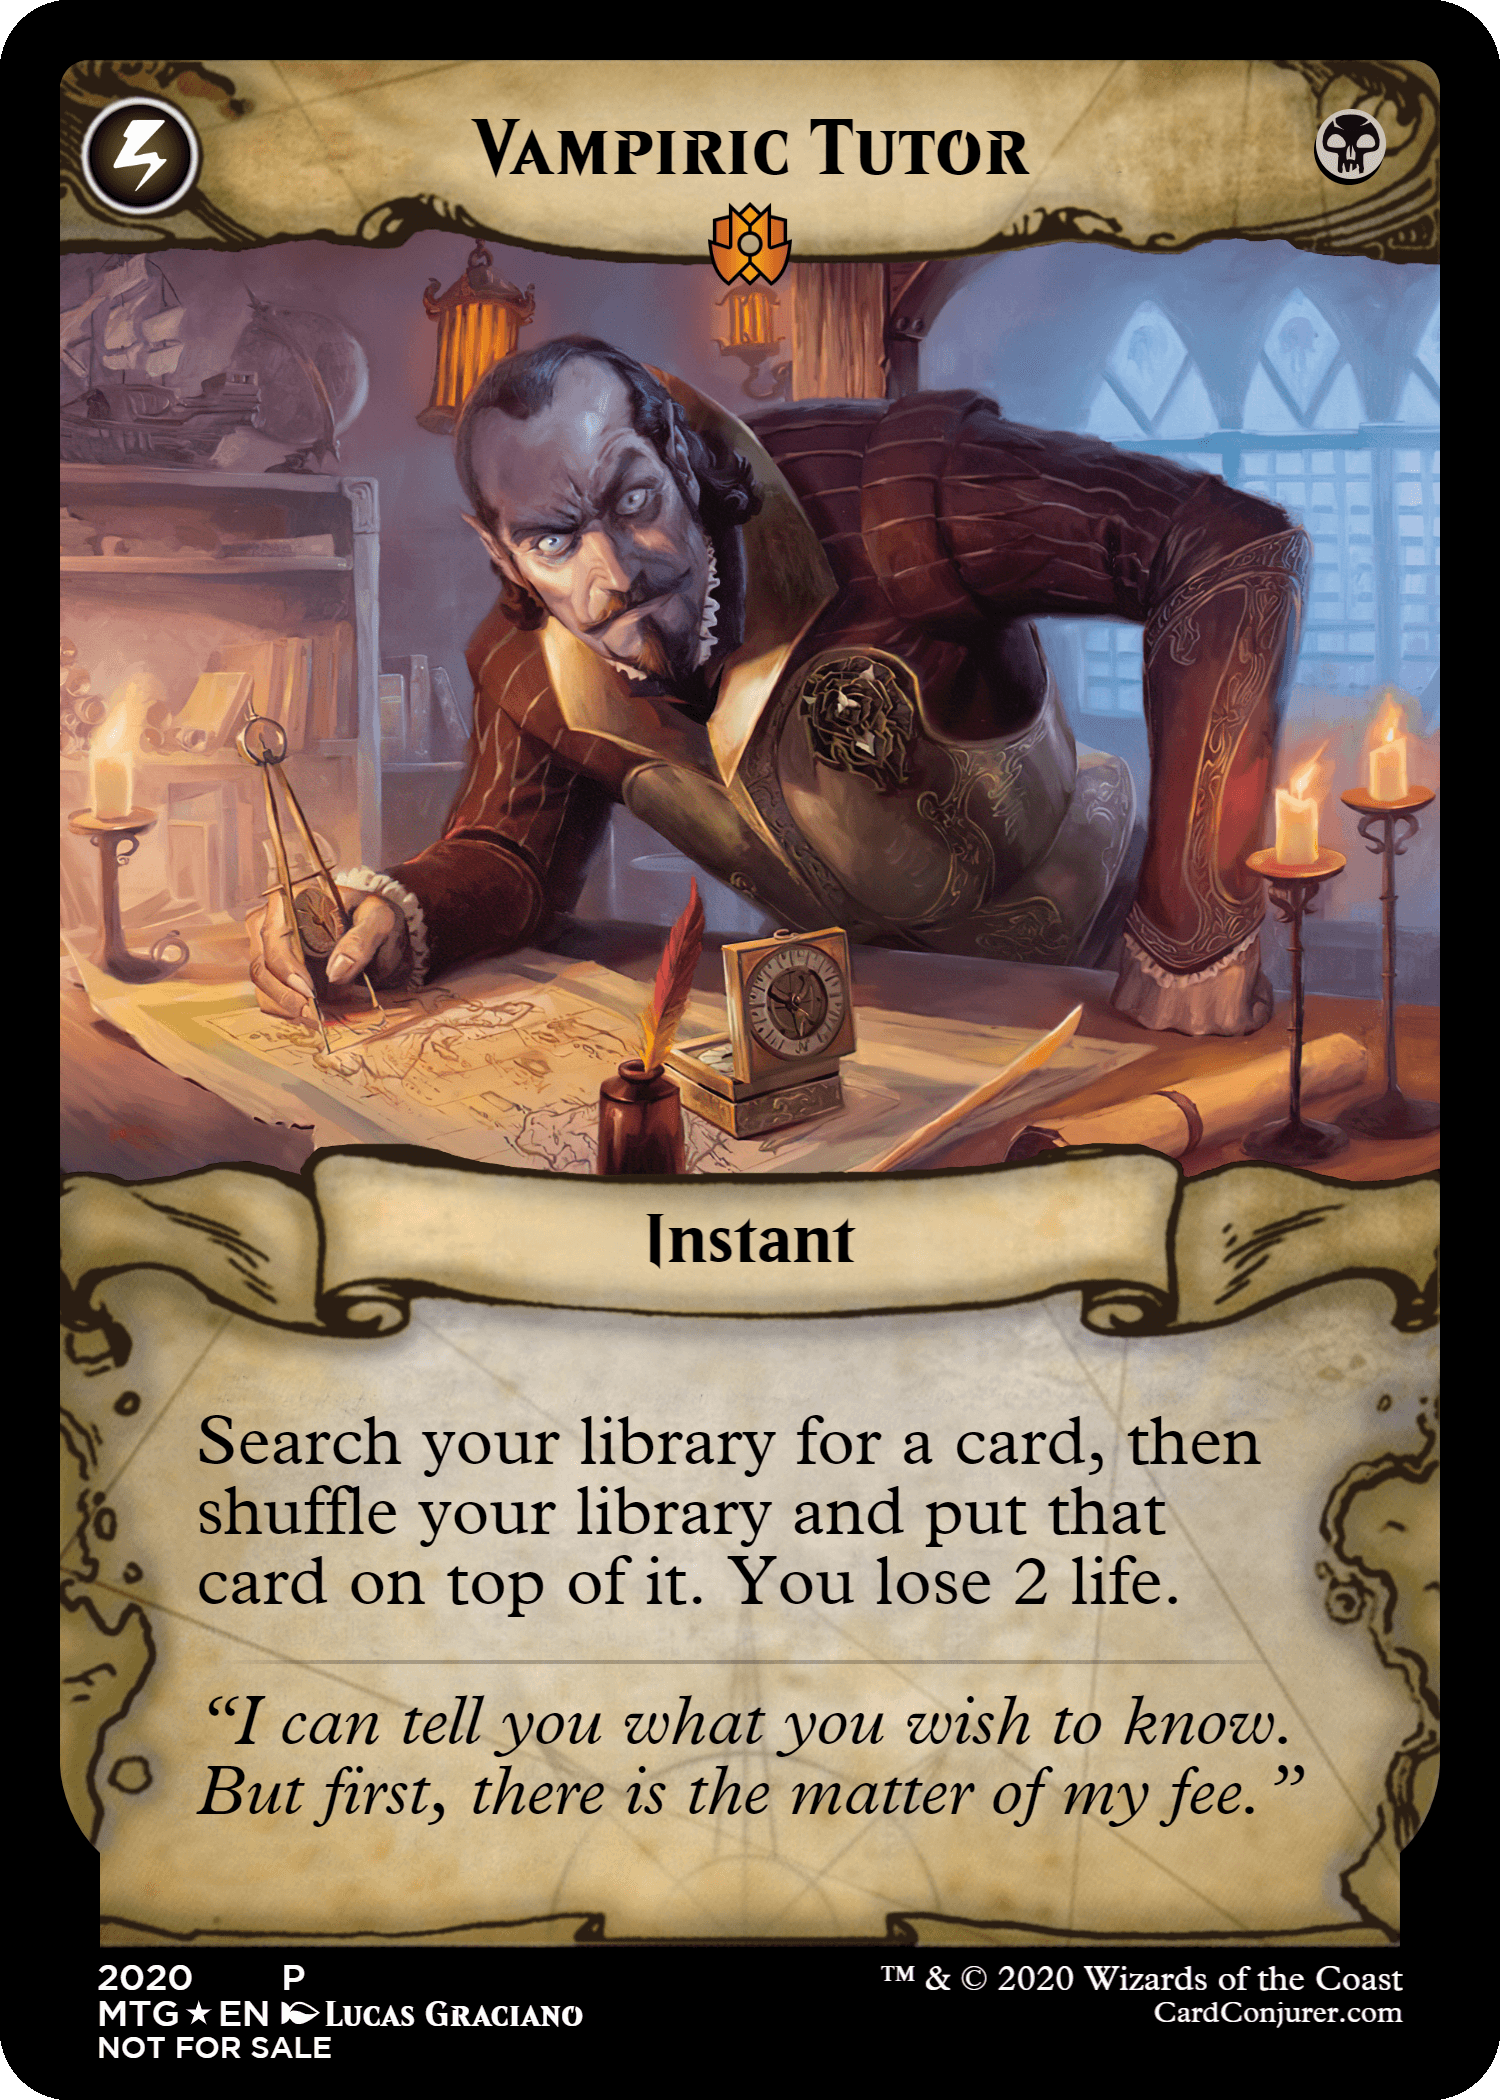 VAMPIRIC TUTOR
Instant
Search your library for a card, then
shuffle your library and put that
card on top of it. You lose 2 life.
“I can tell you what you wish to know.
But first, there is the matter of my fee.”
2020 P
MTG ★ EN LUCAS GRACIANO
NOT FOR SALE
™ & © 2020 Wizards of the Coast
CardConjurer.com